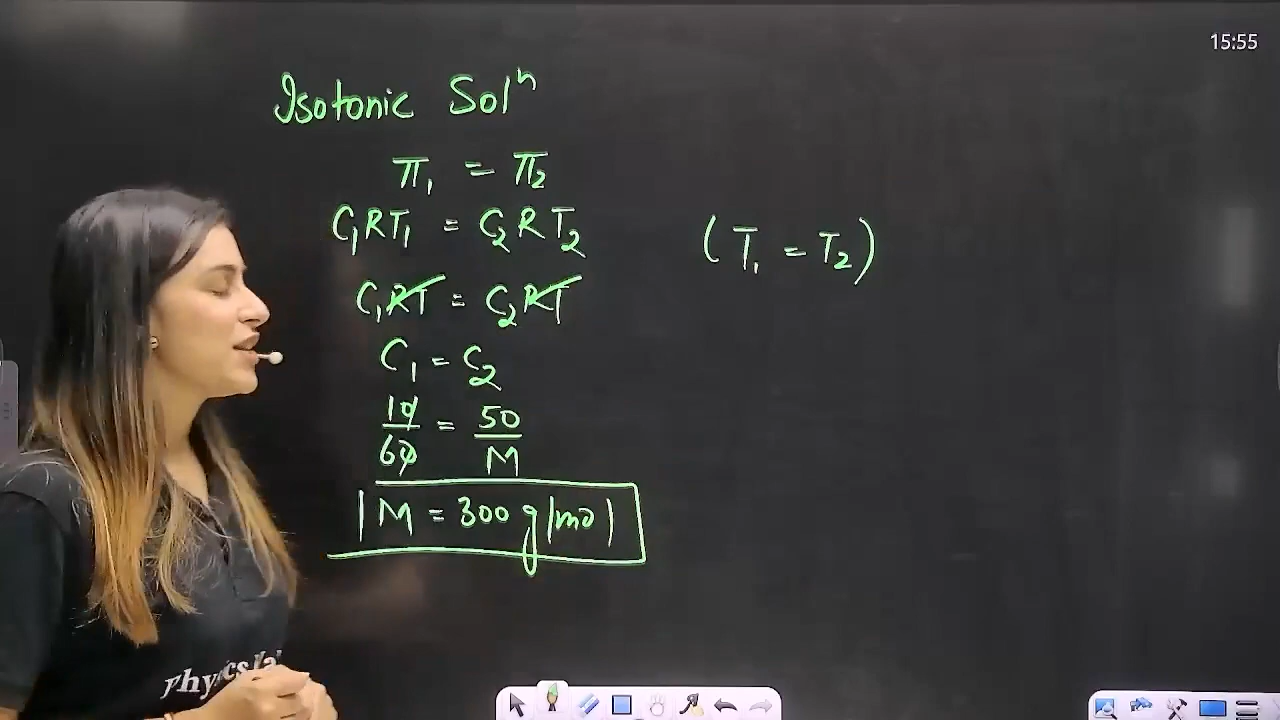 15:55
Isotonic Solⁿ
π₁ = π₂
C₁RT₁ = C₂RT₂
(T₁ = T₂)
C₁RT = C₂RT
C₁ = C₂
10/60 = 50/M
M = 300 g/mol